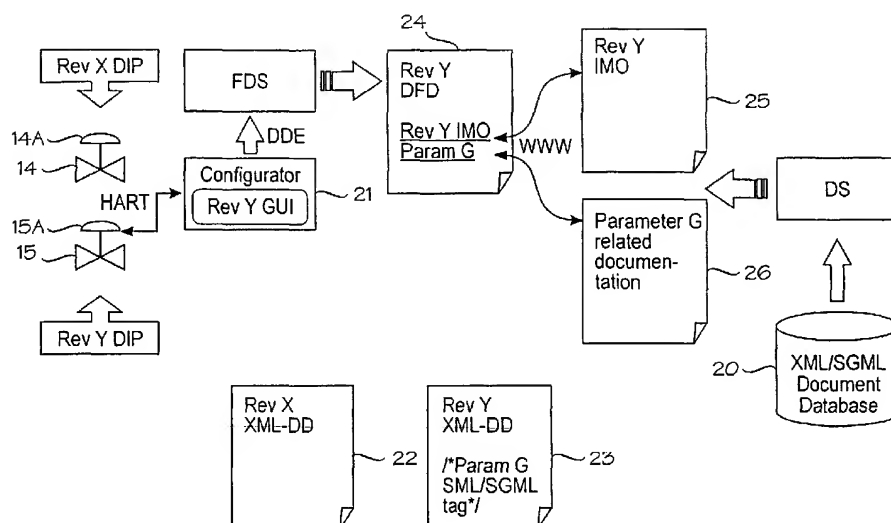 24
Rev X DIP
FDS
Rev Y
DFD
Rev Y IMO
Param G
Rev Y
IMO
25
14A
14
DDE
WWW
HART
Configurator
Rev Y GUI
21
DS
15A
15
Parameter G
related
documen-
tation
26
Rev Y DIP
20
XML/SGML
Document
Database
Rev X
XML-DD
22
Rev Y
XML-DD
/*Param G
SML/SGML
tag*/
23